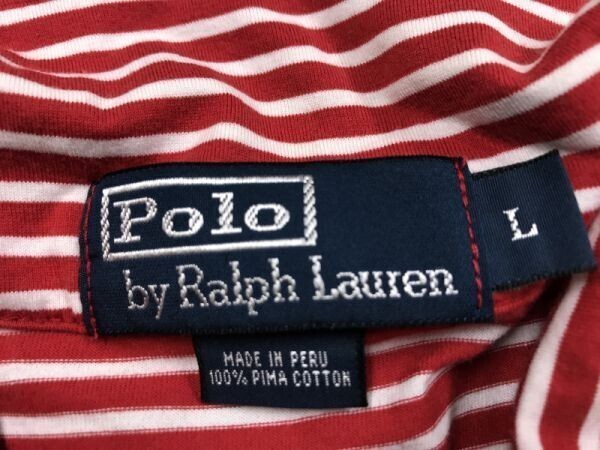 Polo
by Ralph Lauren
L
MADE IN PERU
100% PIMA COTTON